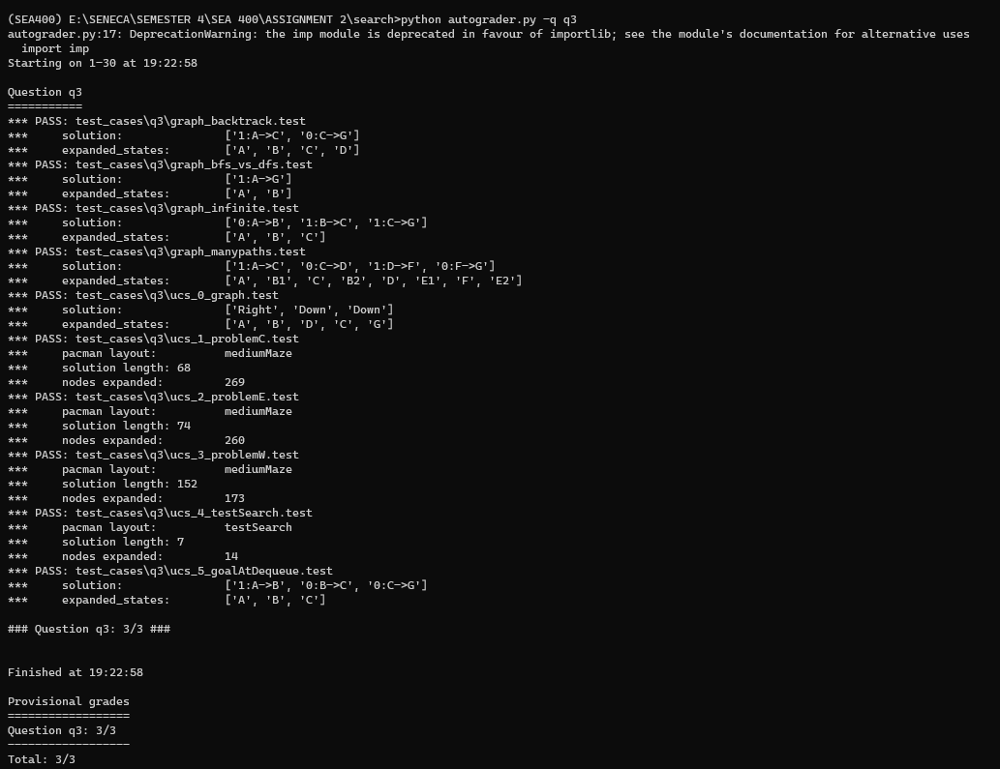 (SEA400) E:\SENECA\SEMESTER 4\SEA 400\ASSIGNMENT 2\search>python autograder.py -q q3
autograder.py:17: DeprecationWarning: the imp module is deprecated in favour of importlib; see the module's documentation for alternative uses
  import imp
Starting on 1-30 at 19:22:58

Question q3
===========
*** PASS: test_cases\q3\graph_backtrack.test
***     solution:               ['1:A->C', '0:C->G']
***     expanded_states:        ['A', 'B', 'C', 'D']
*** PASS: test_cases\q3\graph_bfs_vs_dfs.test
***     solution:               ['1:A->G']
***     expanded_states:        ['A', 'B']
*** PASS: test_cases\q3\graph_infinite.test
***     solution:               ['0:A->B', '1:B->C', '1:C->G']
***     expanded_states:        ['A', 'B', 'C']
*** PASS: test_cases\q3\graph_manypaths.test
***     solution:               ['1:A->C', '0:C->D', '1:D->F', '0:F->G']
***     expanded_states:        ['A', 'B1', 'C', 'B2', 'D', 'E1', 'F', 'E2']
*** PASS: test_cases\q3\ucs_0_graph.test
***     solution:               ['Right', 'Down', 'Down']
***     expanded_states:        ['A', 'B', 'D', 'C', 'G']
*** PASS: test_cases\q3\ucs_1_problemC.test
***     pacman layout:          mediumMaze
***     solution length: 68
***     nodes expanded:         269
*** PASS: test_cases\q3\ucs_2_problemE.test
***     pacman layout:          mediumMaze
***     solution length: 74
***     nodes expanded:         260
*** PASS: test_cases\q3\ucs_3_problemW.test
***     pacman layout:          mediumMaze
***     solution length: 152
***     nodes expanded:         173
*** PASS: test_cases\q3\ucs_4_testSearch.test
***     pacman layout:          testSearch
***     solution length: 7
***     nodes expanded:         14
*** PASS: test_cases\q3\ucs_5_goalAtDequeue.test
***     solution:               ['1:A->B', '0:B->C', '0:C->G']
***     expanded_states:        ['A', 'B', 'C']

### Question q3: 3/3 ###


Finished at 19:22:58

Provisional grades
==================
Question q3: 3/3
------------------
Total: 3/3